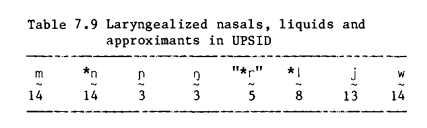 Table 7.9 Laryngealized nasals, liquids and
approximants in UPSID
m̰ *n̰ ɲ̰ ŋ̰ "*r̰" *l̰ j̰ w̰
14 14 3 3 5 8 13 14